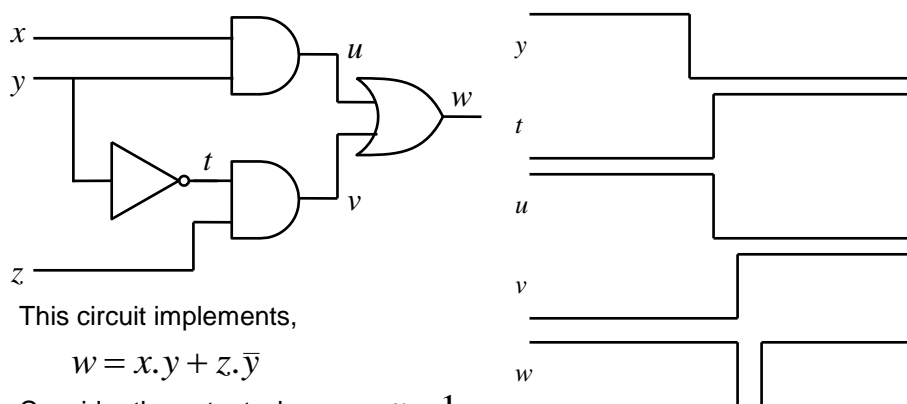 x
y
z
t
u
v
w
This circuit implements,
w = x.y + z.ȳ
y
t
u
v
w